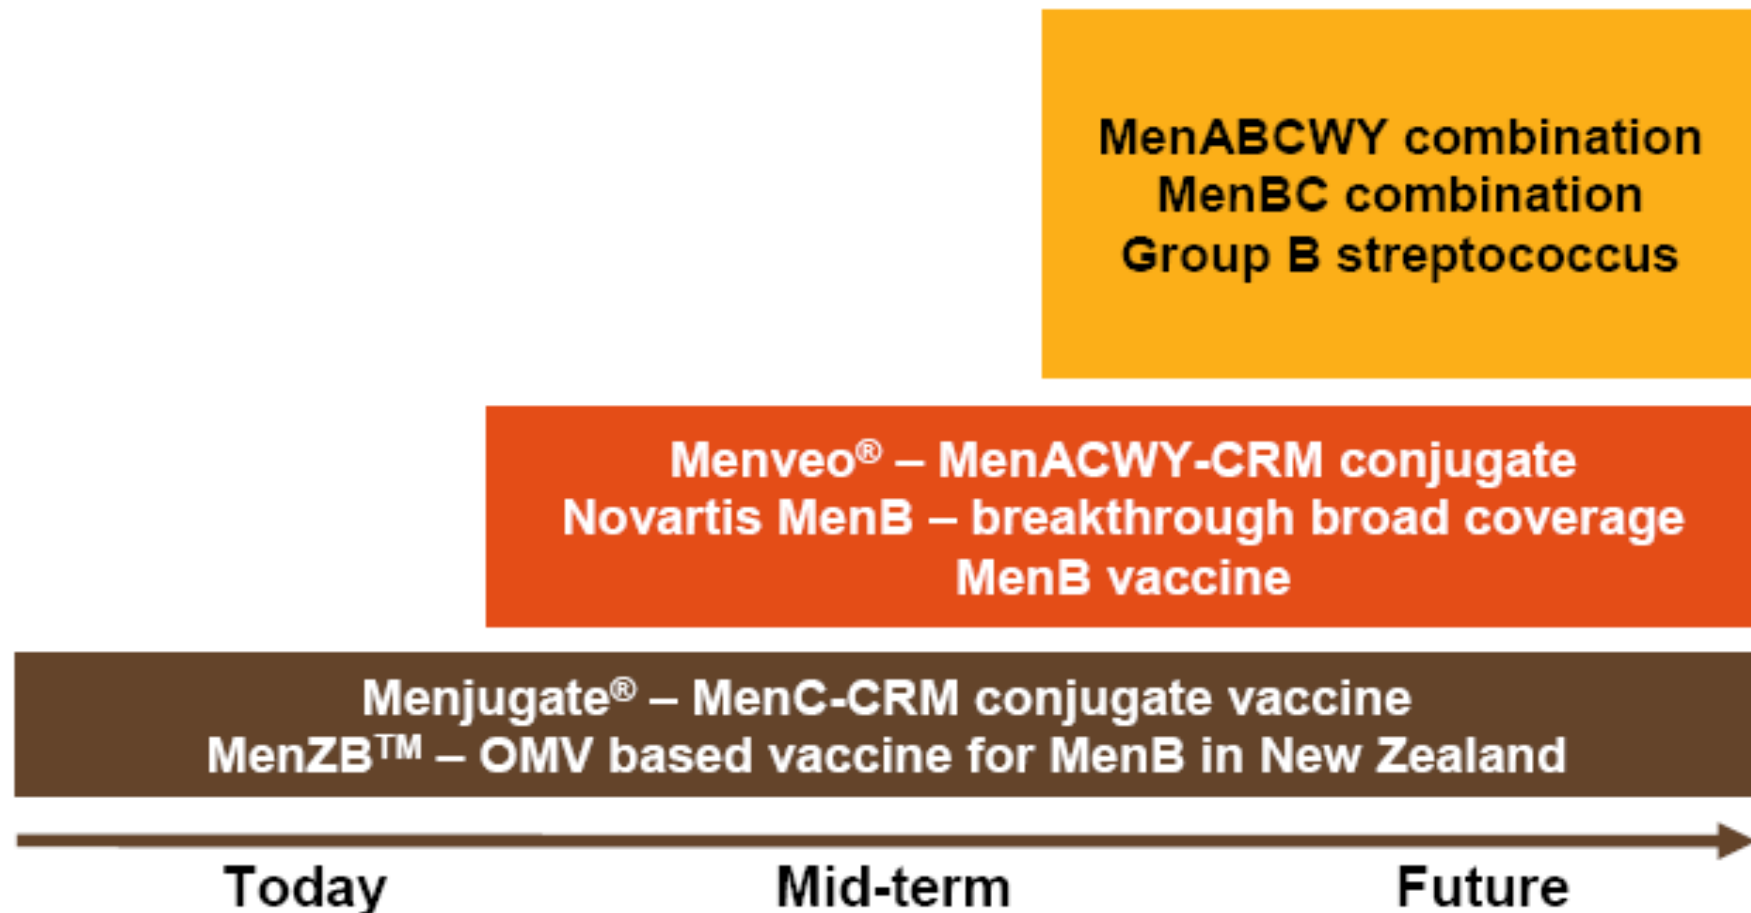 MenABCWY combination
MenBC combination
Group B streptococcus
Menveo® – MenACWY-CRM conjugate
Novartis MenB – breakthrough broad coverage
MenB vaccine
Menjugate® – MenC-CRM conjugate vaccine
MenZB™ – OMV based vaccine for MenB in New Zealand
Today Mid-term Future